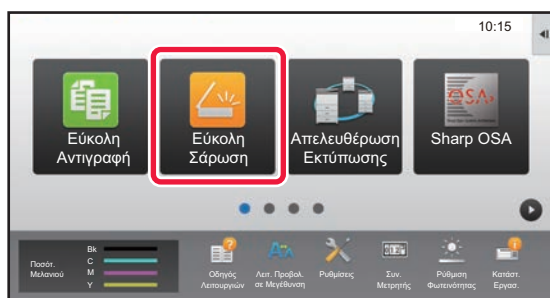 10:15
Εύκολη
Αντιγραφή
Εύκολη
Σάρωση
Απελευθέρωση
Εκτύπωσης
OSA
Sharp OSA
Ποσότ.
Μελανιού
Bk
C
M
Y
Οδηγός
Λειτουργιών
Λειτ. Προβολ.
σε Μεγέθυνση
Ρυθμίσεις
Συν.
Μετρητής
Ρύθμιση
Φωτεινότητας
Κατάστ.
Εργασ.